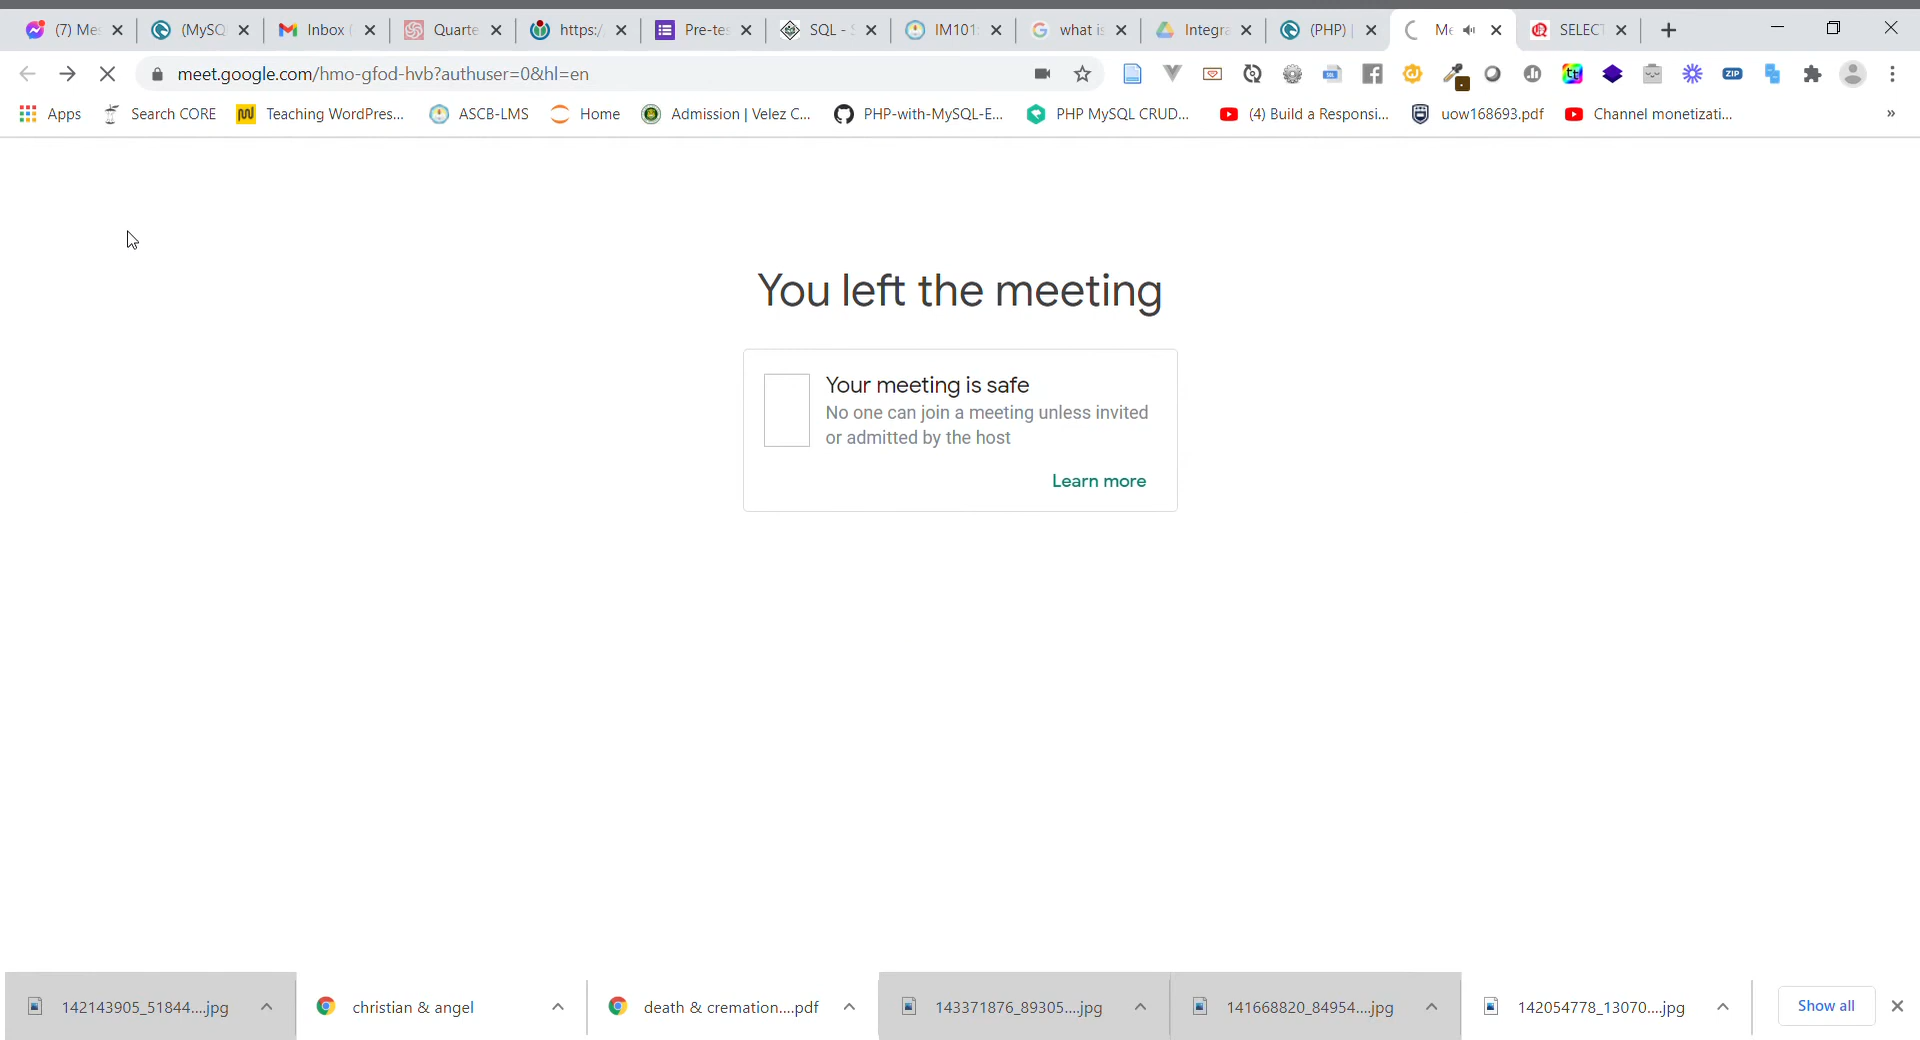 (7) Me
(MySQ
Inbox (
Quarte
https:/
Pre-tes
SQL - S
IM101
what is
Integra
(PHP) |
Me
SELECT
meet.google.com/hmo-gfod-hvb?authuser=0&hl=en
ZIP
Apps
Search CORE
Teaching WordPres...
ASCB-LMS
Home
Admission | Velez C...
PHP-with-MySQL-E...
PHP MySQL CRUD...
(4) Build a Responsi...
uow168693.pdf
Channel monetizati...
»
You left the meeting
Your meeting is safe
No one can join a meeting unless invited
or admitted by the host
Learn more
142143905_51844....jpg
christian & angel
death & cremation....pdf
143371876_89305....jpg
141668820_84954....jpg
142054778_13070....jpg
Show all